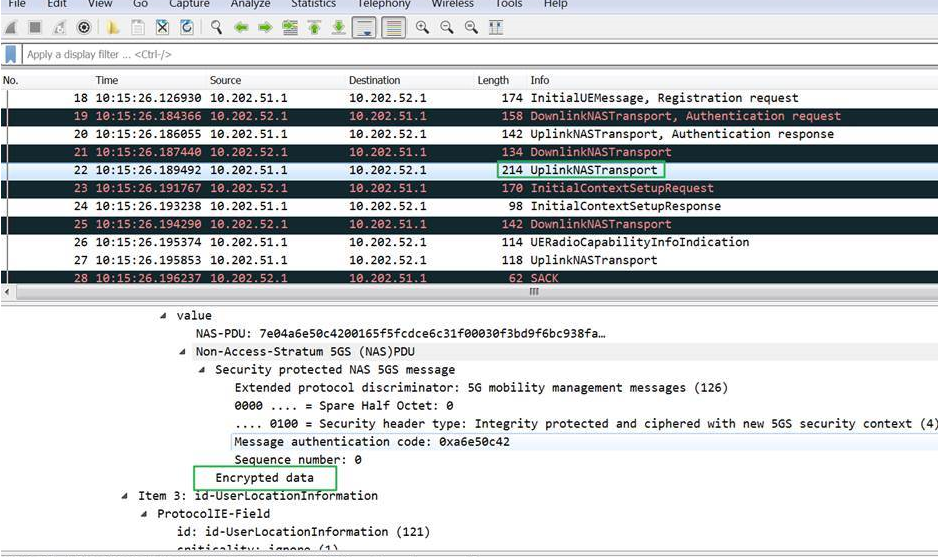 File Edit View Go Capture Analyze Statistics Telephony Wireless Tools Help
Apply a display filter ... <Ctrl-/>
No. Time Source Destination Length Info
18 10:15:26.126930 10.202.51.1 10.202.52.1 174 InitialUEMessage, Registration request
19 10:15:26.184366 10.202.52.1 10.202.51.1 158 DownlinkNASTransport, Authentication request
20 10:15:26.186055 10.202.51.1 10.202.52.1 142 UplinkNASTransport, Authentication response
21 10:15:26.187440 10.202.52.1 10.202.51.1 134 DownlinkNASTransport
22 10:15:26.189492 10.202.51.1 10.202.52.1 214 UplinkNASTransport
23 10:15:26.191767 10.202.52.1 10.202.51.1 170 InitialContextSetupRequest
24 10:15:26.193238 10.202.51.1 10.202.52.1 98 InitialContextSetupResponse
25 10:15:26.194290 10.202.52.1 10.202.51.1 142 DownlinkNASTransport
26 10:15:26.195374 10.202.51.1 10.202.52.1 114 UERadioCapabilityInfoIndication
27 10:15:26.195853 10.202.51.1 10.202.52.1 118 UplinkNASTransport
28 10:15:26.196237 10.202.52.1 10.202.51.1 62 SACK
value
NAS-PDU: 7e04a6e50c4200165f5fcdce6c31f00030f3bd9f6bc938fa…
Non-Access-Stratum 5GS (NAS)PDU
Security protected NAS 5GS message
Extended protocol discriminator: 5G mobility management messages (126)
0000 .... = Spare Half Octet: 0
.... 0100 = Security header type: Integrity protected and ciphered with new 5GS security context (4)
Message authentication code: 0xa6e50c42
Sequence number: 0
Encrypted data
Item 3: id-UserLocationInformation
ProtocolIE-Field
id: id-UserLocationInformation (121)
criticality: ignore (1)